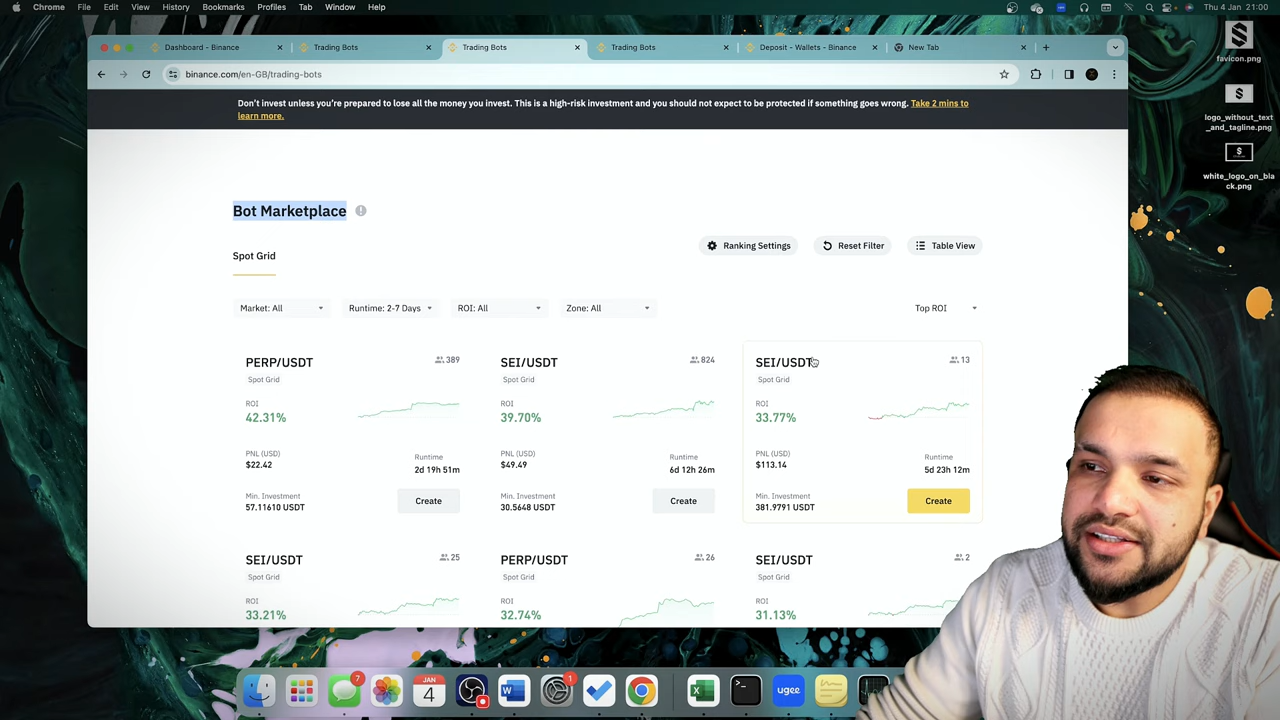 Chrome File Edit View History Bookmarks Profiles Tab Window Help
Thu 4 Jan 21:00
Dashboard - Binance
Trading Bots
Trading Bots
Trading Bots
Deposit - Wallets - Binance
New Tab
binance.com/en-GB/trading-bots
Don't invest unless you're prepared to lose all the money you invest. This is a high-risk investment and you should not expect to be protected if something goes wrong. Take 2 mins to
learn more.
favicon.png
logo_without_text
_and_tagline.png
white_logo_on_bla
ck.png
Bot Marketplace
Spot Grid
Ranking Settings
Reset Filter
Table View
Market: All
Runtime: 2-7 Days
ROI: All
Zone: All
Top ROI
PERP/USDT
389
Spot Grid
ROI
42.31%
PNL (USD)
$22.42
Runtime
2d 19h 51m
Min. Investment
57.11610 USDT
Create
SEI/USDT
824
Spot Grid
ROI
39.70%
PNL (USD)
$49.49
Runtime
6d 12h 26m
Min. Investment
30.5648 USDT
Create
SEI/USDT
13
Spot Grid
ROI
33.77%
PNL (USD)
$113.14
Runtime
5d 23h 12m
Min. Investment
381.9791 USDT
Create
SEI/USDT
25
Spot Grid
ROI
33.21%
PERP/USDT
26
Spot Grid
ROI
32.74%
SEI/USDT
2
Spot Grid
ROI
31.13%
7
JAN
4
1
ugee